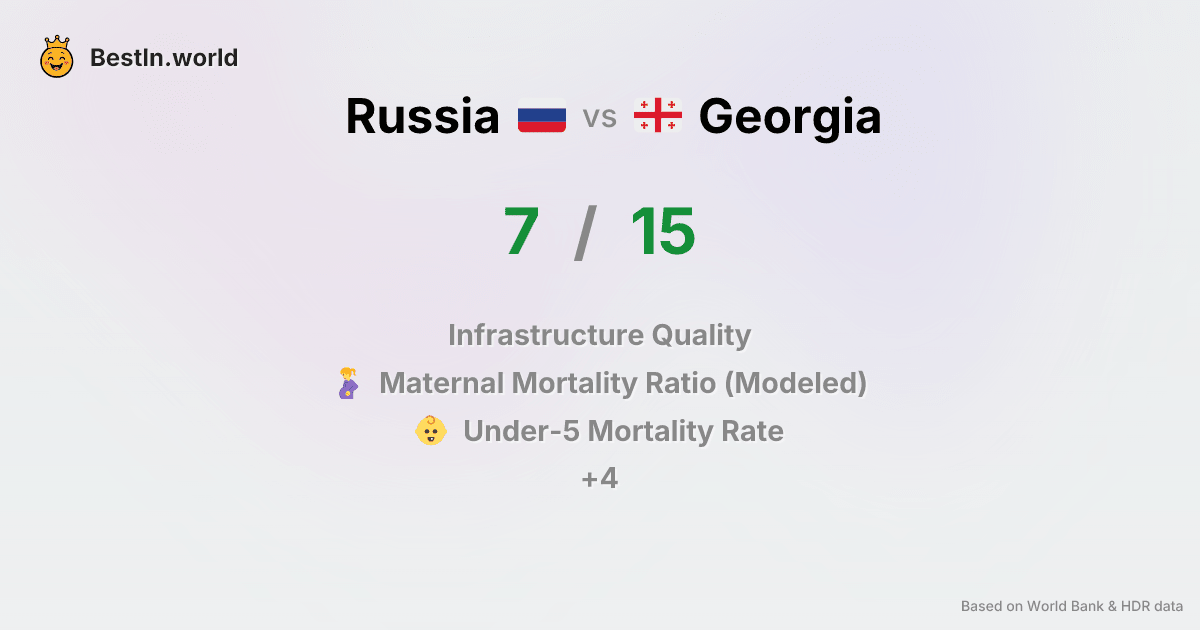 BestIn.world
Russia vs Georgia
7 / 15
Infrastructure Quality
Maternal Mortality Ratio (Modeled)
Under-5 Mortality Rate
+4
Based on World Bank & HDR data